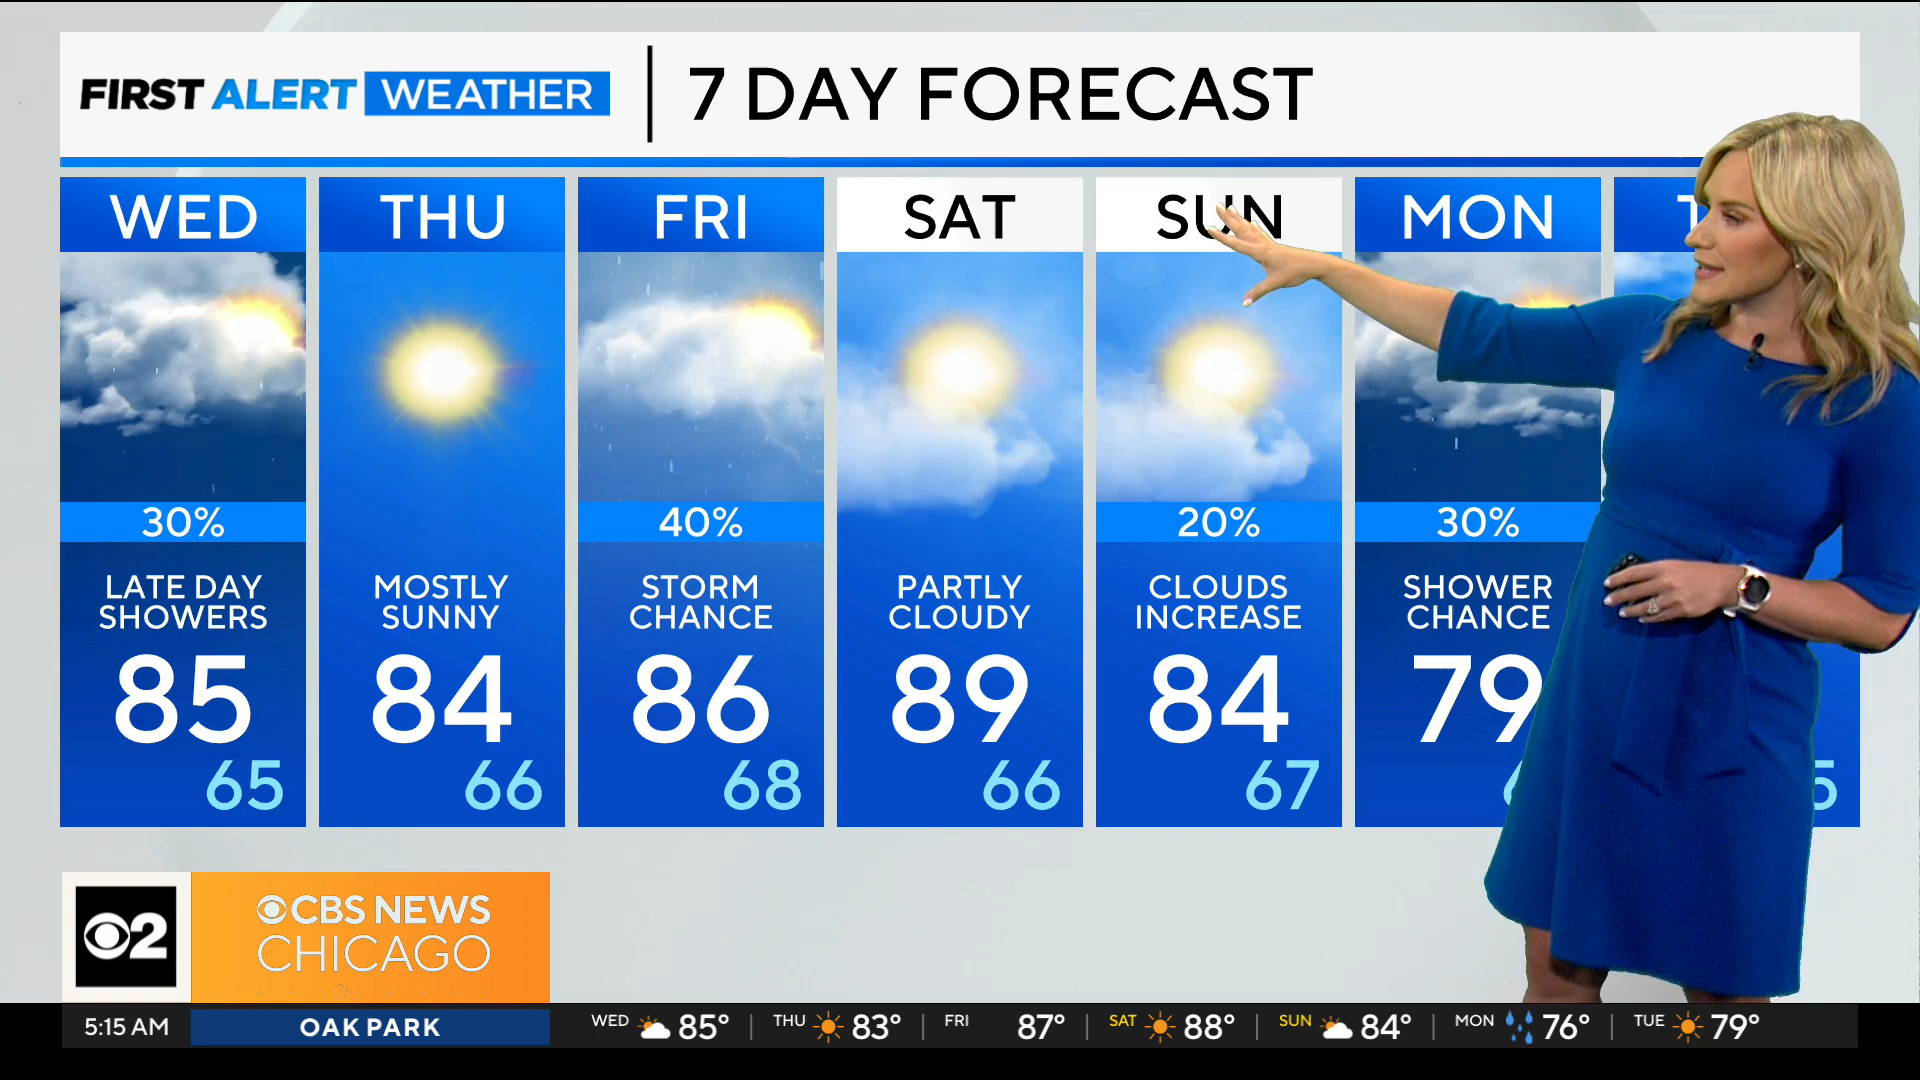 FIRST ALERT WEATHER
7 DAY FORECAST
WED
THU
FRI
SAT
SUN
MON
30%
40%
20%
30%
LATE DAY
SHOWERS
MOSTLY
SUNNY
STORM
CHANCE
PARTLY
CLOUDY
CLOUDS
INCREASE
SHOWER
CHANCE
85
84
86
89
84
79
65
66
68
66
67
2
CBS NEWS
CHICAGO
5:15 AM
OAK PARK
WED 85° | THU 83° | FRI 87° | SAT 88° | SUN 84° | MON 76° | TUE 79°